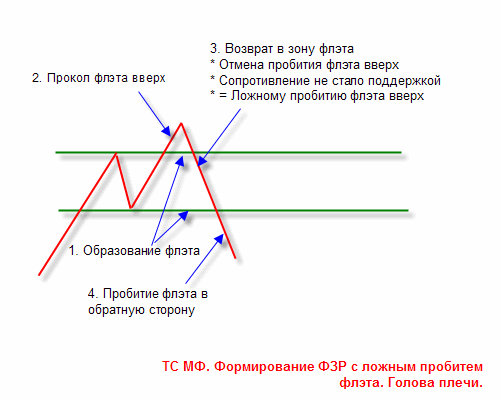 3. Возврат в зону флэта
* Отмена пробития флэта вверх
* Сопротивление не стало поддержкой
* = Ложному пробитию флэта вверх
2. Прокол флэта вверх
1. Образование флэта
4. Пробитие флэта в
обратную сторону
ТС МФ. Формирование ФЗР с ложным пробитем
флэта. Голова плечи.